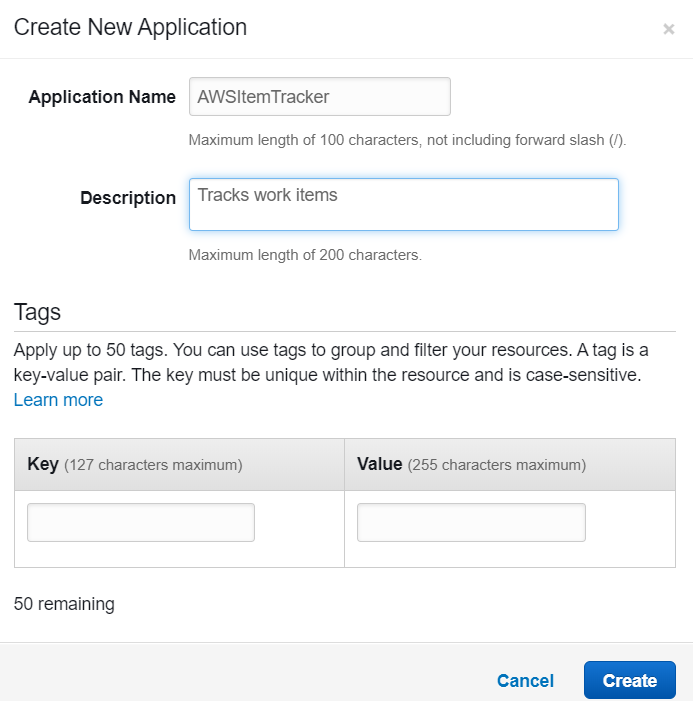 Create New Application
×
Application Name AWSItemTracker
Maximum length of 100 characters, not including forward slash (/).
Description Tracks work items
Maximum length of 200 characters.
Tags
Apply up to 50 tags. You can use tags to group and filter your resources. A tag is a
key-value pair. The key must be unique within the resource and is case-sensitive.
Learn more
Key (127 characters maximum) Value (255 characters maximum)
50 remaining
Cancel Create